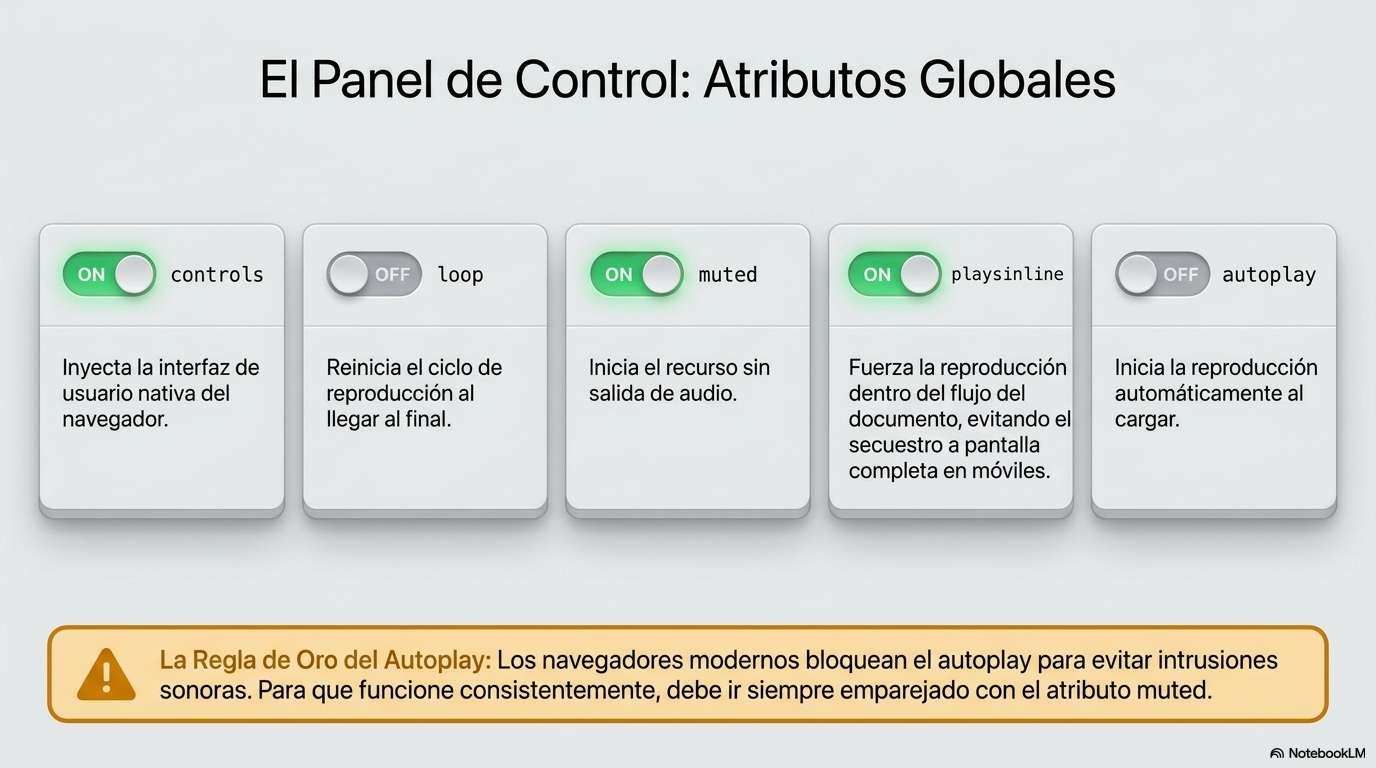 El Panel de Control: Atributos Globales
ON controls
Inyecta la interfaz de
usuario nativa del
navegador.
OFF loop
Reinicia el ciclo de
reproducción al
llegar al final.
ON muted
Inicia el recurso sin
salida de audio.
ON playsinline
Fuerza la reproducción
dentro del flujo del
documento, evitando el
secuestro a pantalla
completa en móviles.
OFF autoplay
Inicia la reproducción
automáticamente al
cargar.
La Regla de Oro del Autoplay: Los navegadores modernos bloquean el autoplay para evitar intrusiones
sonoras. Para que funcione consistentemente, debe ir siempre emparejado con el atributo muted.
NotebookLM